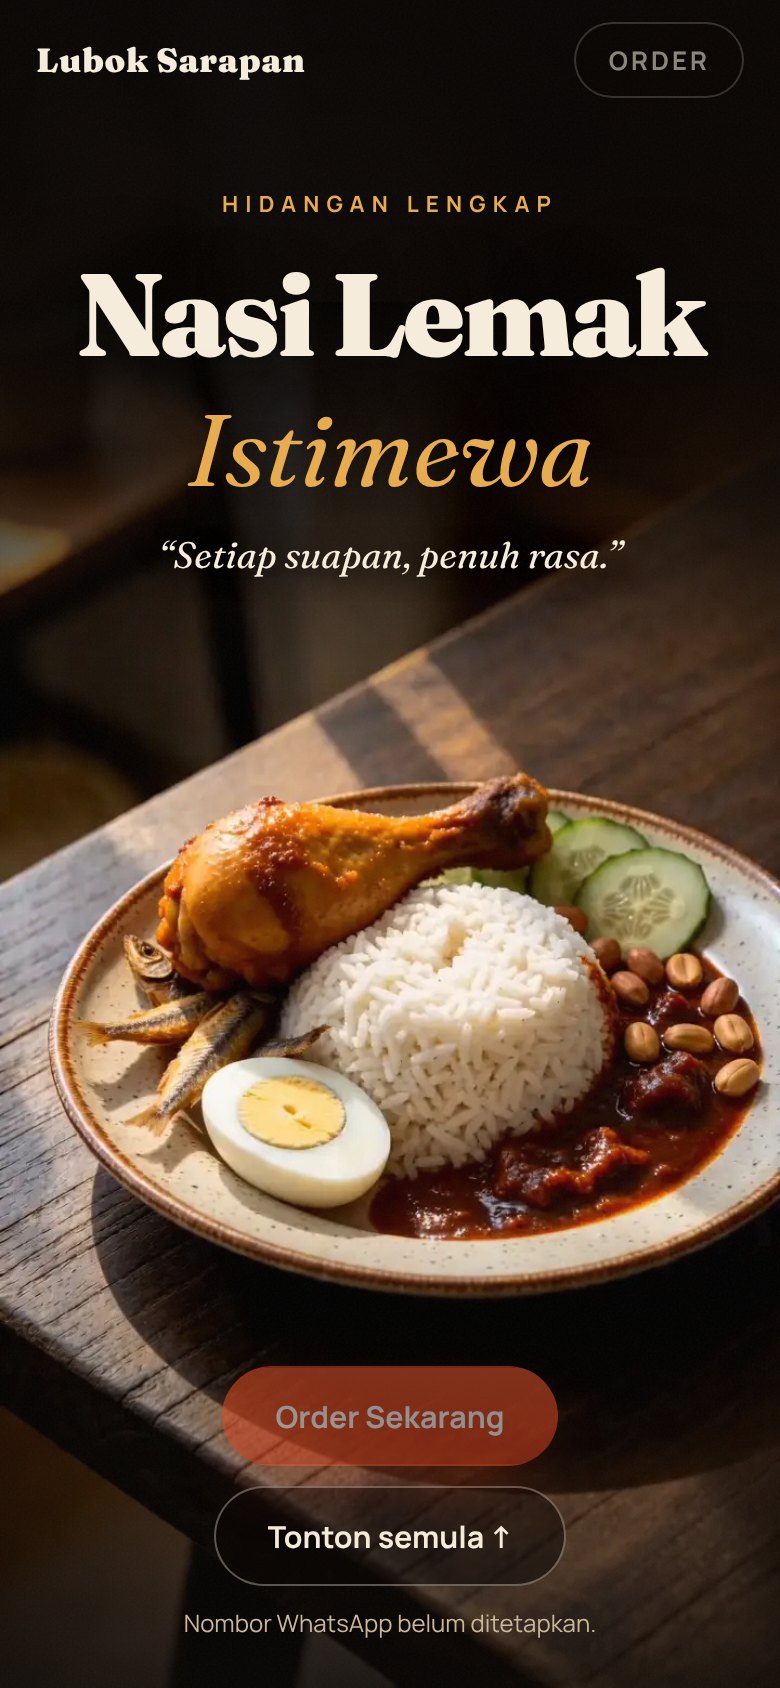 Lubok Sarapan
ORDER
HIDANGAN LENGKAP
Nasi Lemak
Istimewa
“Setiap suapan, penuh rasa.”
Order Sekarang
Tonton semula ↑
Nombor WhatsApp belum ditetapkan.